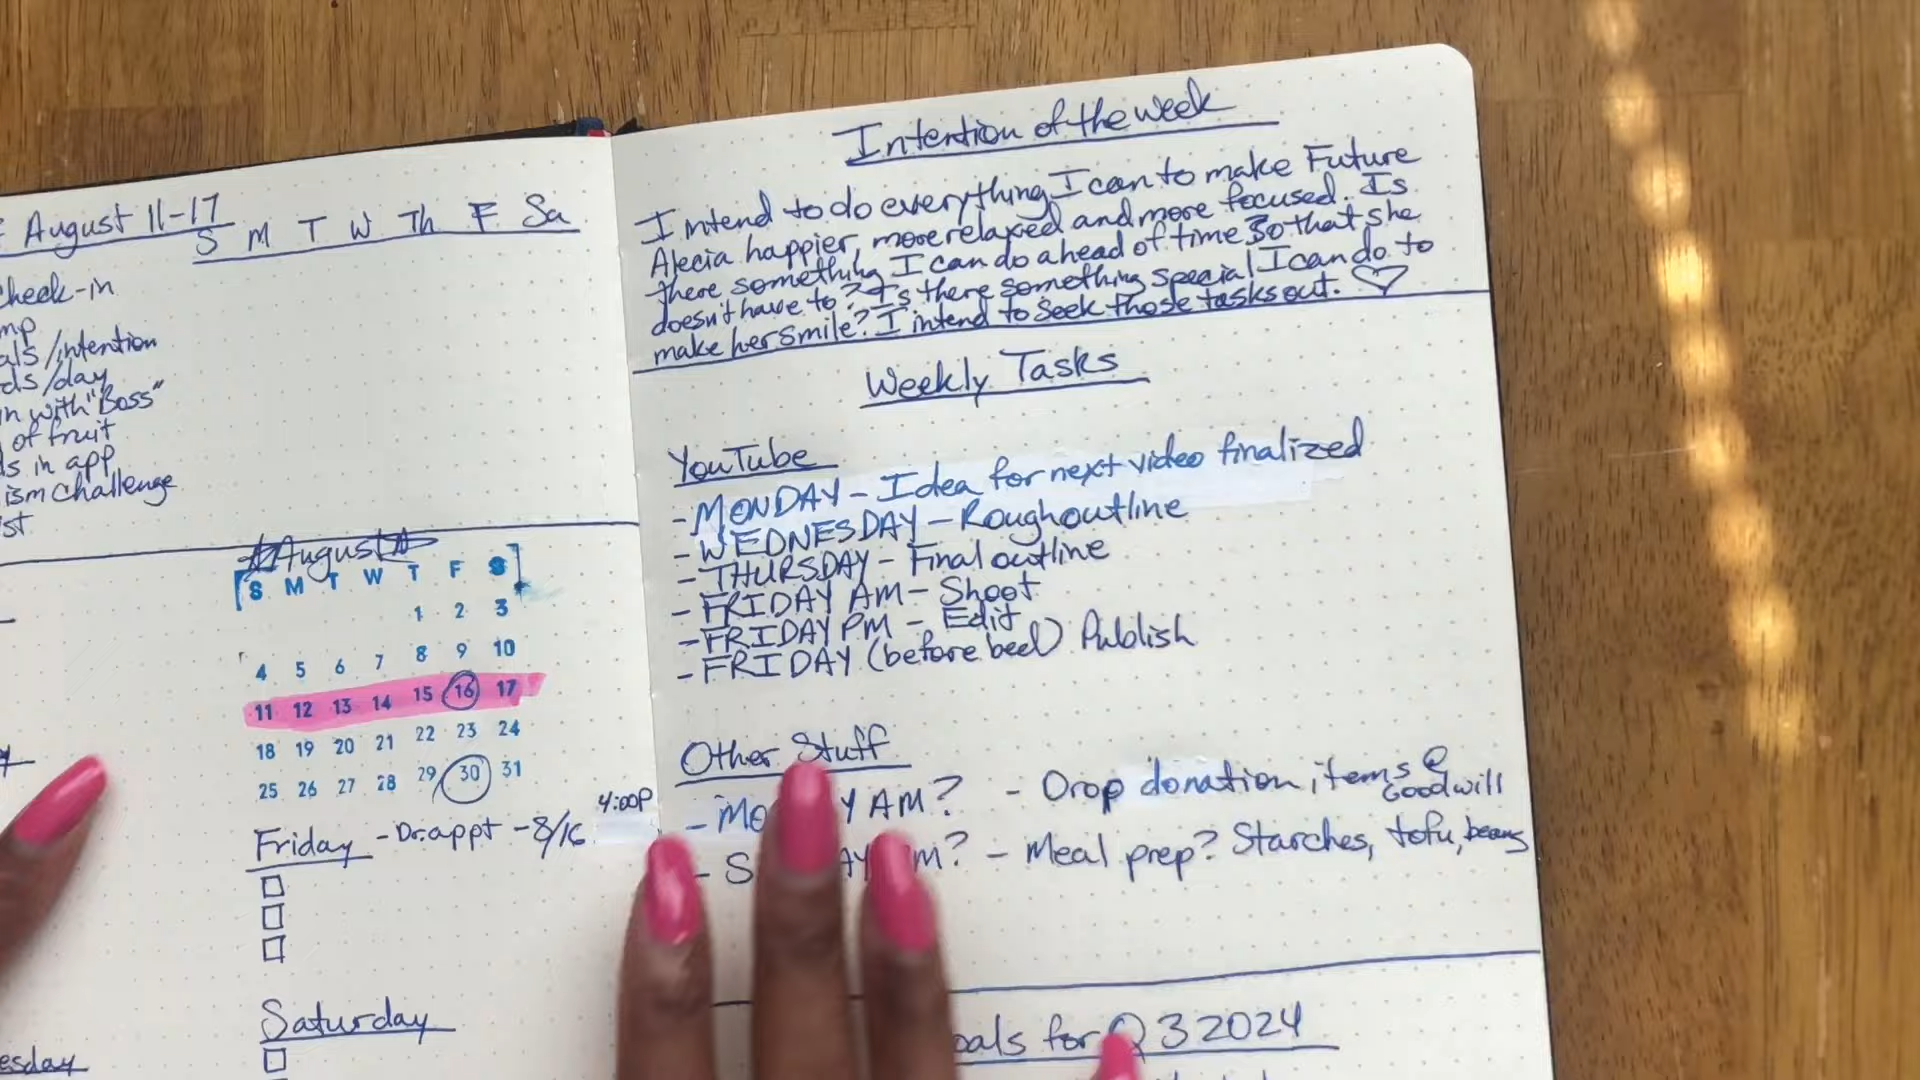 August 11-17
S M T W Th F Sa
check-in
/intention
/day
with "Boss"
of fruit
in app
challenge
August
S M T W T F S
1 2 3
4 5 6 7 8 9 10
11 12 13 14 15 16 17
18 19 20 21 22 23 24
25 26 27 28 29 30 31
4:00P
Friday - Dr. appt - 8/16
Saturday
Intention of the week
I intend to do everything I can to make Future
Alecia happier, more relaxed and more focused. Is
there something I can do ahead of time so that she
doesn't have to? Is there something special I can do to
make her smile? I intend to seek those tasks out. ♡
Weekly Tasks
YouTube
- MONDAY - Idea for next video finalized
- WEDNESDAY - Rough outline
- THURSDAY - Final outline
- FRIDAY AM - Shoot
- FRIDAY PM - Edit
- FRIDAY (before bed) Publish
Other Stuff
- AM? - Drop donation items @
Goodwill
- ? - Meal prep? Starches, tofu, beans
for Q3 2024